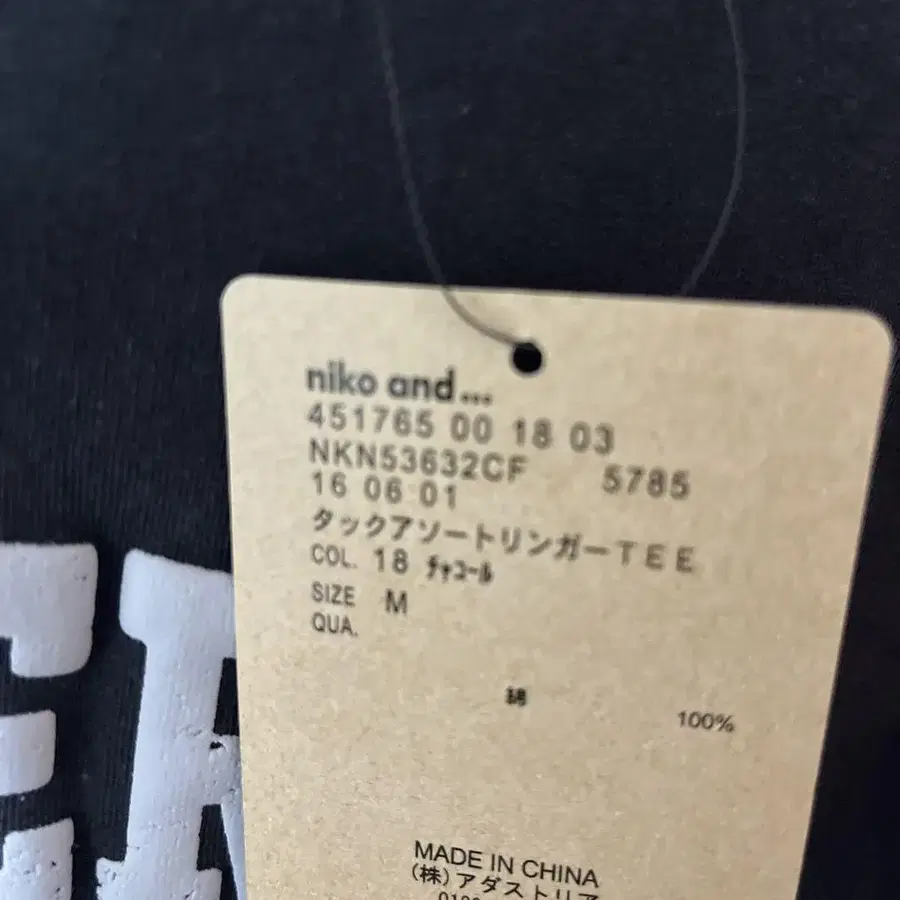 niko and...
451765 00 18 03
NKN53632CF 5785
16 06 01
タックアソートリンガーTEE
COL. 18 チャコール
SIZE M
QUA.
綿 100%
MADE IN CHINA
(株)アダストリア
ER